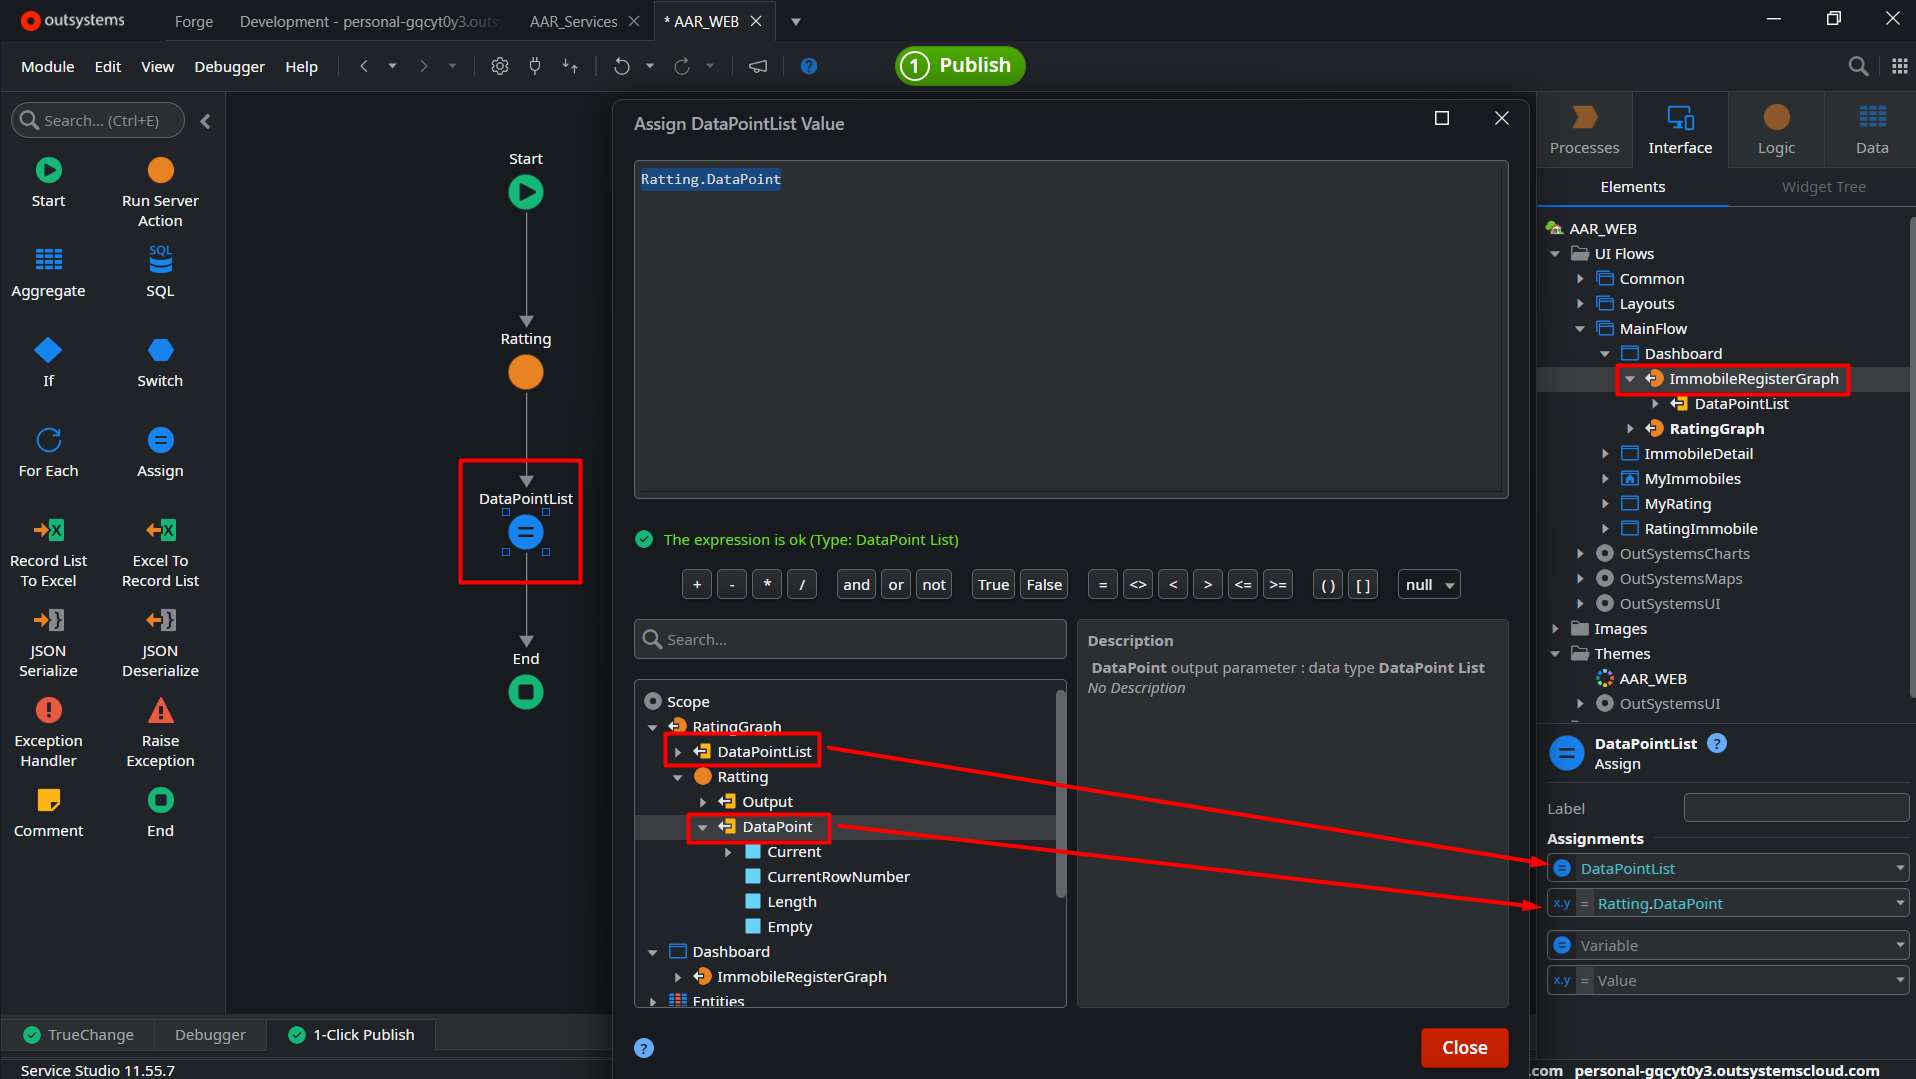 outsystems
Forge
Development - personal-gqcyt0y3.outs
AAR_Services
* AAR_WEB
Module
Edit
View
Debugger
Help
1
Publish
Search... (Ctrl+E)
Start
Run Server
Action
Aggregate
SQL
SQL
If
Switch
For Each
Assign
Record List
To Excel
Excel To
Record List
JSON
Serialize
JSON
Deserialize
Exception
Handler
Raise
Exception
Comment
End
Start
Ratting
DataPointList
End
Assign DataPointList Value
Ratting.DataPoint
The expression is ok (Type: DataPoint List)
+ - * / and or not True False = <> < > <= >= ( ) [ ] null
Search...
Scope
RatingGraph
DataPointList
Ratting
Output
DataPoint
Current
CurrentRowNumber
Length
Empty
Dashboard
ImmobileRegisterGraph
Entities
Description
DataPoint output parameter : data type DataPoint List
No Description
Close
Processes
Interface
Logic
Data
Elements
Widget Tree
AAR_WEB
UI Flows
Common
Layouts
MainFlow
Dashboard
ImmobileRegisterGraph
DataPointList
RatingGraph
ImmobileDetail
MyImmobiles
MyRating
RatingImmobile
OutSystemsCharts
OutSystemsMaps
OutSystemsUI
Images
Themes
AAR_WEB
OutSystemsUI
DataPointList
Assign
Label
Assignments
DataPointList
x.y = Ratting.DataPoint
Variable
x.y = Value
TrueChange
Debugger
1-Click Publish
Service Studio 11.55.7
.com personal-gqcyt0y3.outsystemscloud.com